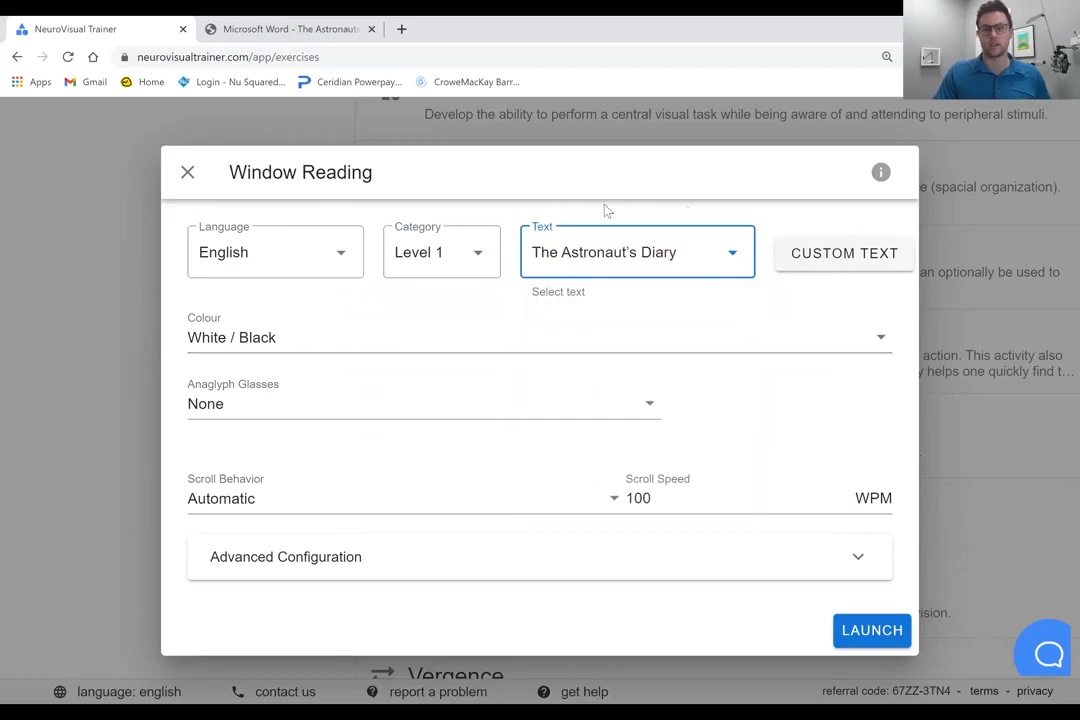 NeuroVisual Trainer
Microsoft Word - The Astronauts
neurovisualtrainer.com/app/exercises
Apps Gmail Home Login - Nu Squared... Ceridian Powerpay... CroweMacKay Barr...
Develop the ability to perform a central visual task while being aware of and attending to peripheral stimuli.
Window Reading
e (spacial organization).
Language
English
Category
Level 1
Text
The Astronaut's Diary
CUSTOM TEXT
an optionally be used to
Select text
Colour
White / Black
action. This activity also
y helps one quickly find t...
Anaglyph Glasses
None
Scroll Behavior
Automatic
Scroll Speed
100 WPM
Advanced Configuration
ision.
LAUNCH
Vergence
language: english contact us report a problem get help referral code: 67ZZ-3TN4 - terms - privacy